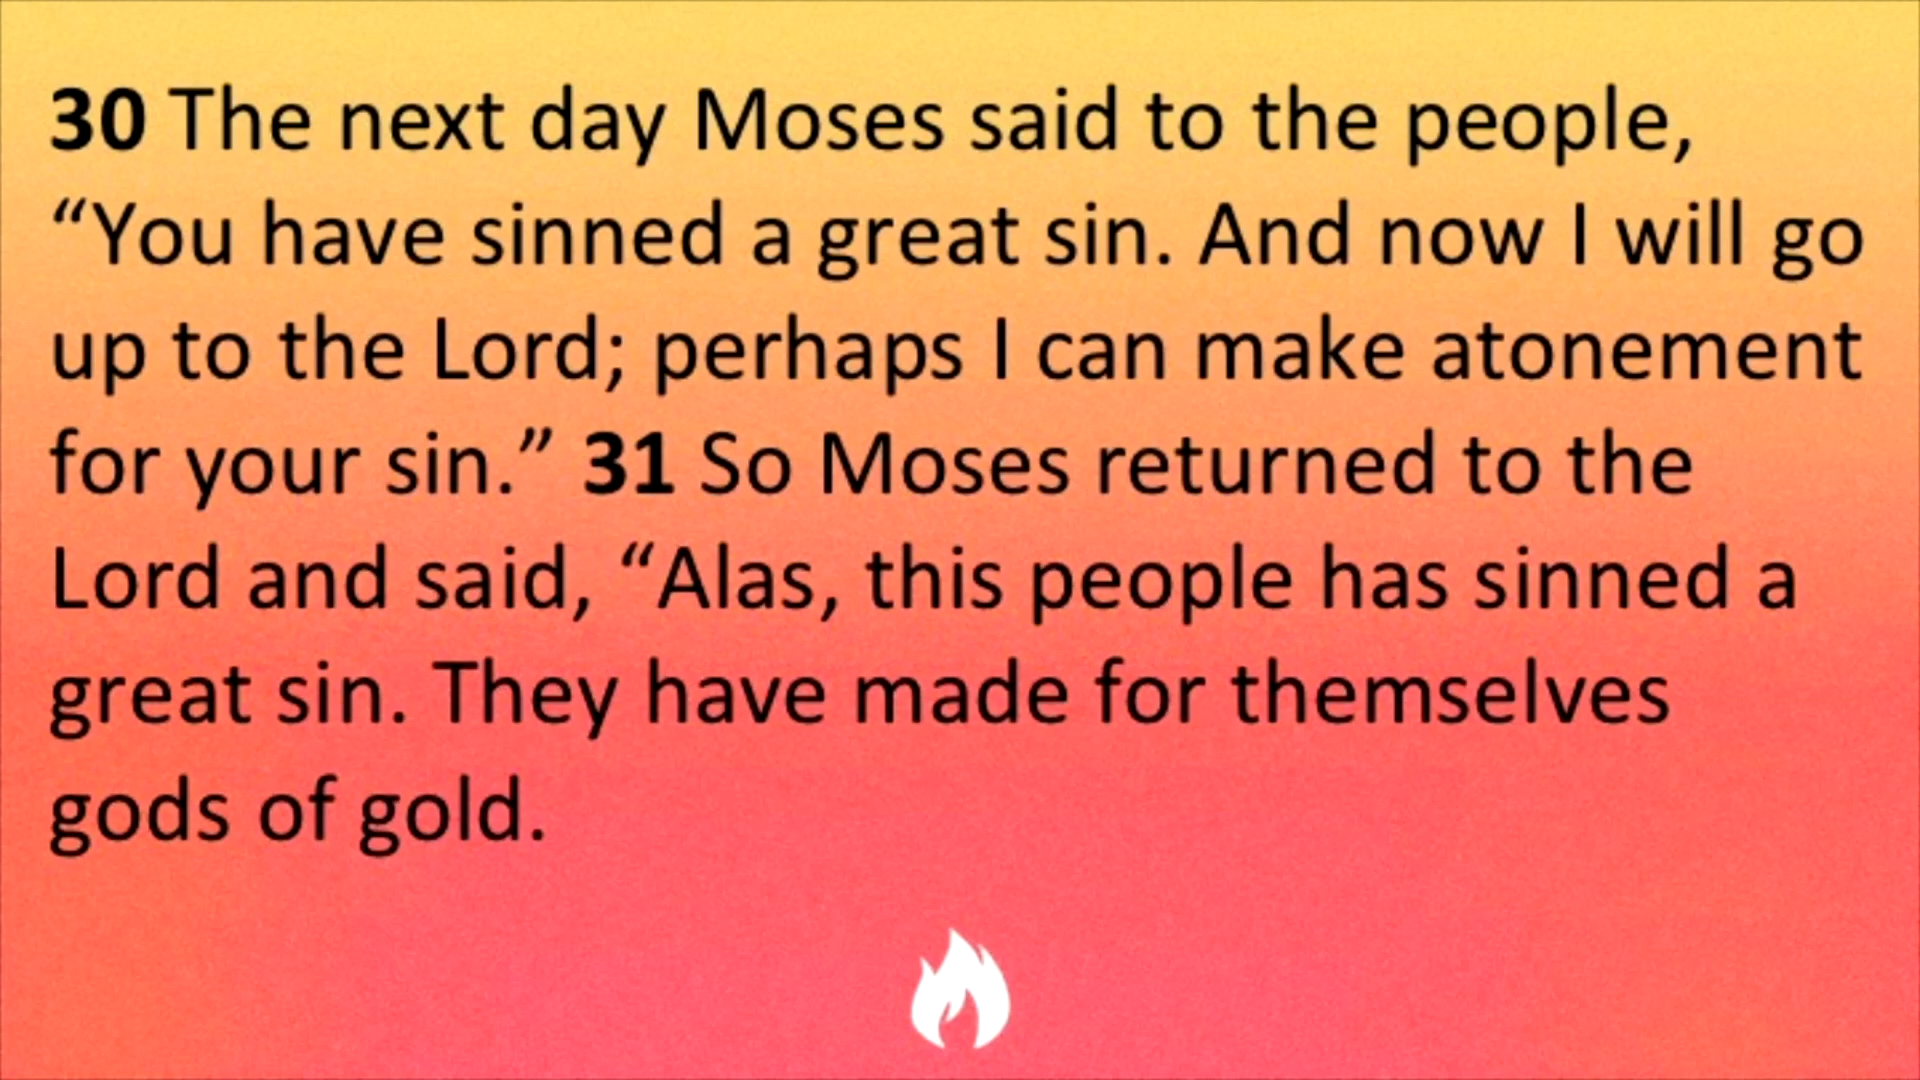 30 The next day Moses said to the people,
“You have sinned a great sin. And now I will go
up to the Lord; perhaps I can make atonement
for your sin.” 31 So Moses returned to the
Lord and said, “Alas, this people has sinned a
great sin. They have made for themselves
gods of gold.